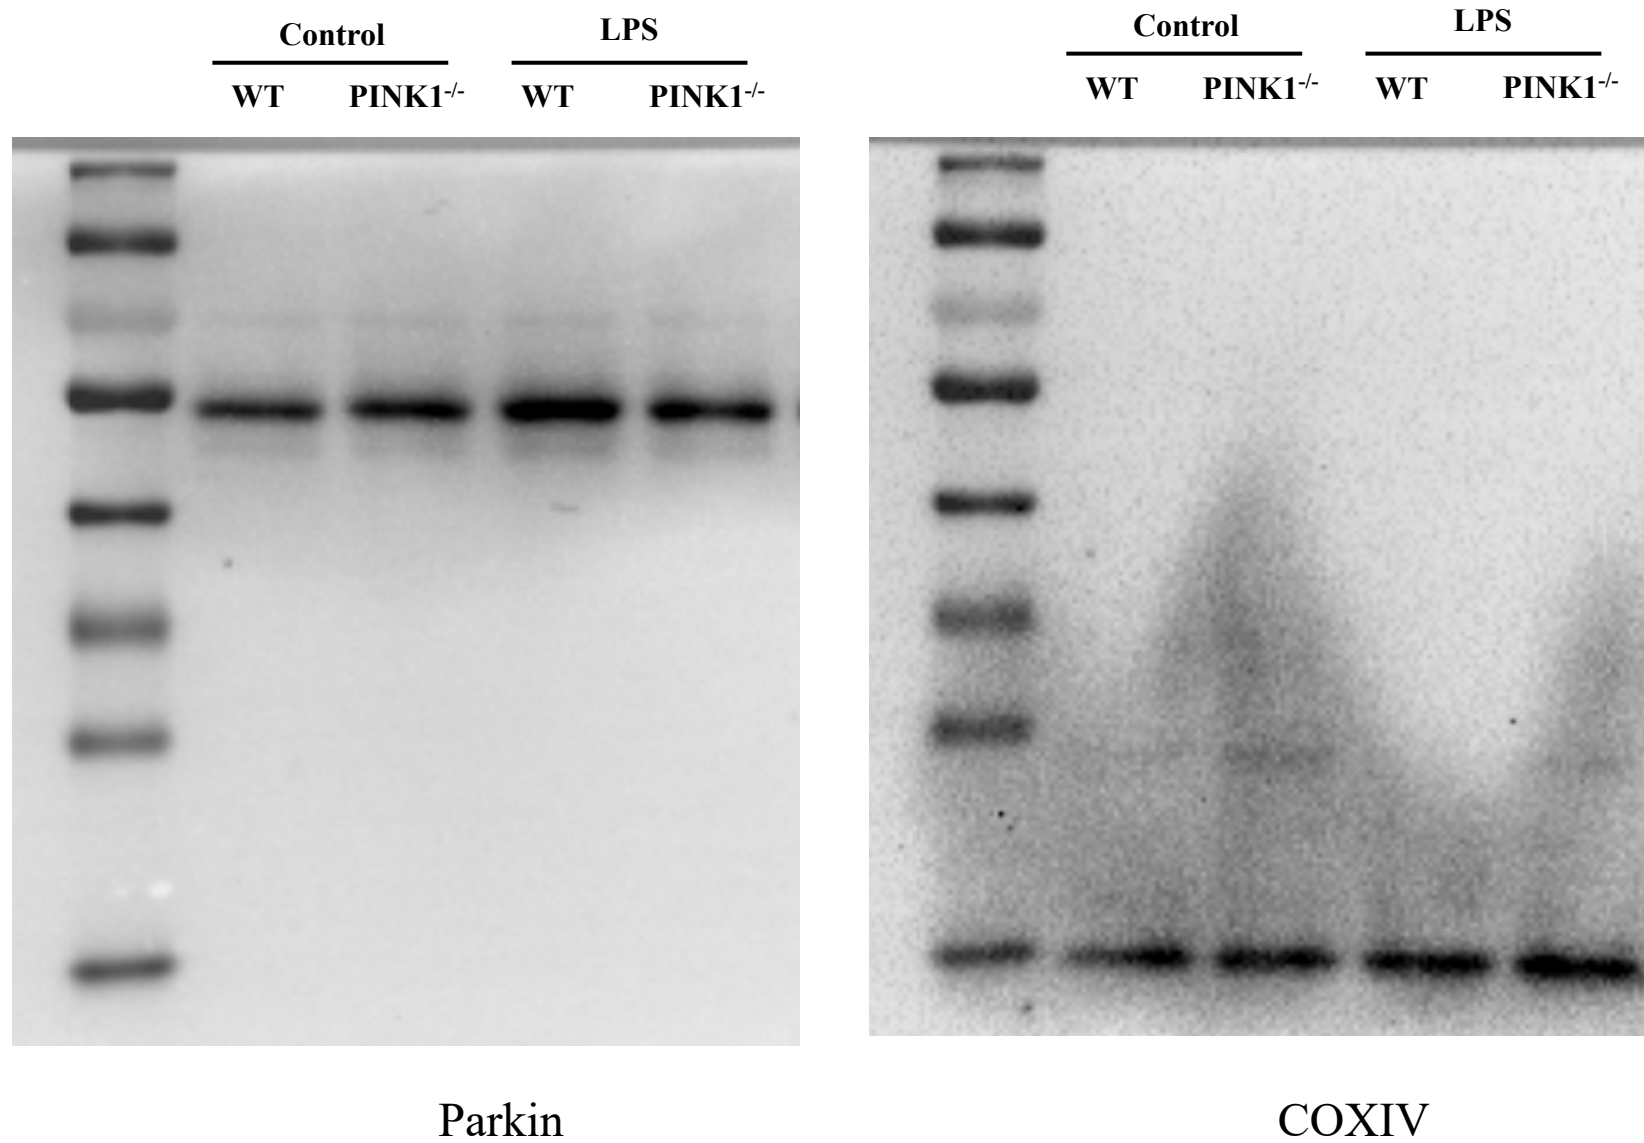 Control LPS
WT PINK1-/- WT PINK1-/-
Control LPS
WT PINK1-/- WT PINK1-/-
Parkin
COXIV